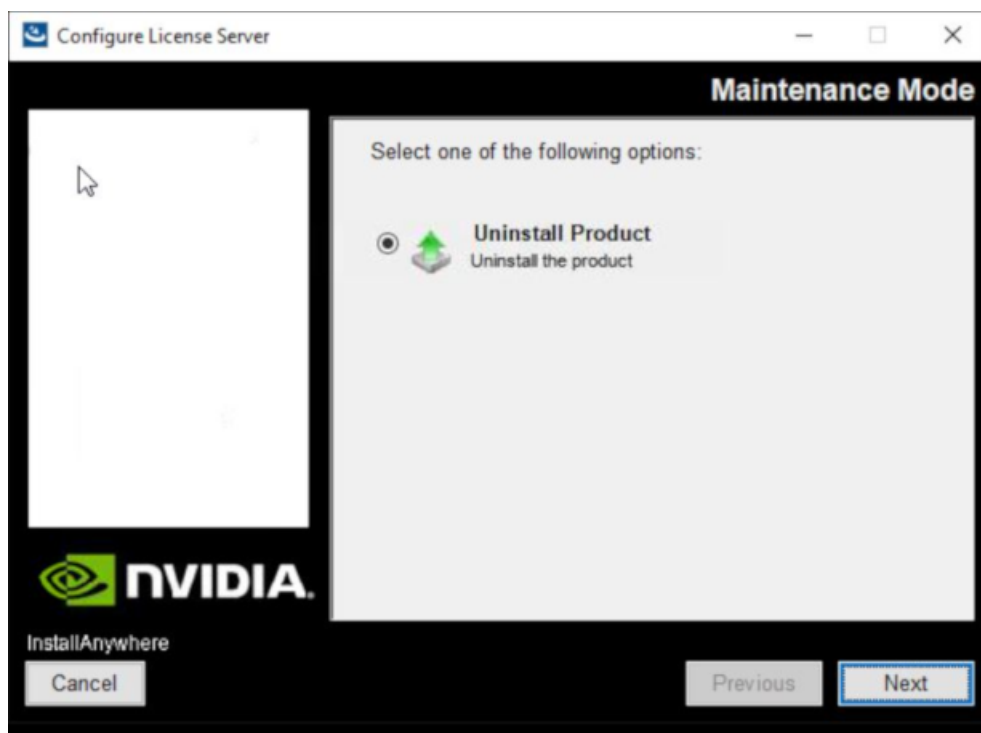 Configure License Server
Maintenance Mode
Select one of the following options:
Uninstall Product
Uninstall the product
NVIDIA.
InstallAnywhere
Cancel
Previous
Next